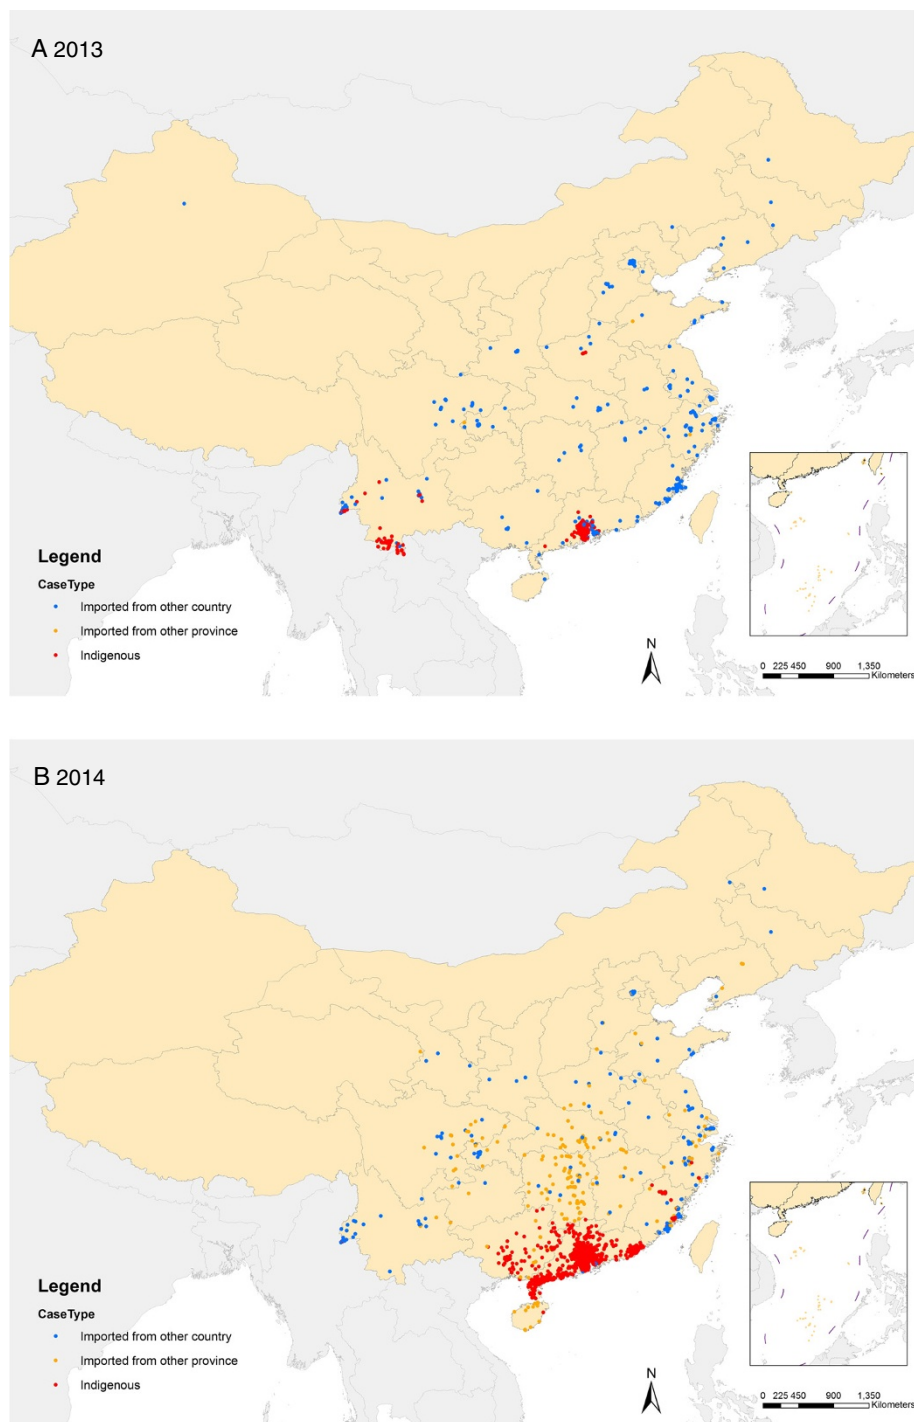 A 2013
Legend
CaseType
Imported from other country
Imported from other province
Indigenous
N
0 225 450 900 1,350
Kilometers
B 2014
Legend
CaseType
Imported from other country
Imported from other province
Indigenous
N
0 225 450 900 1,350
Kilometers